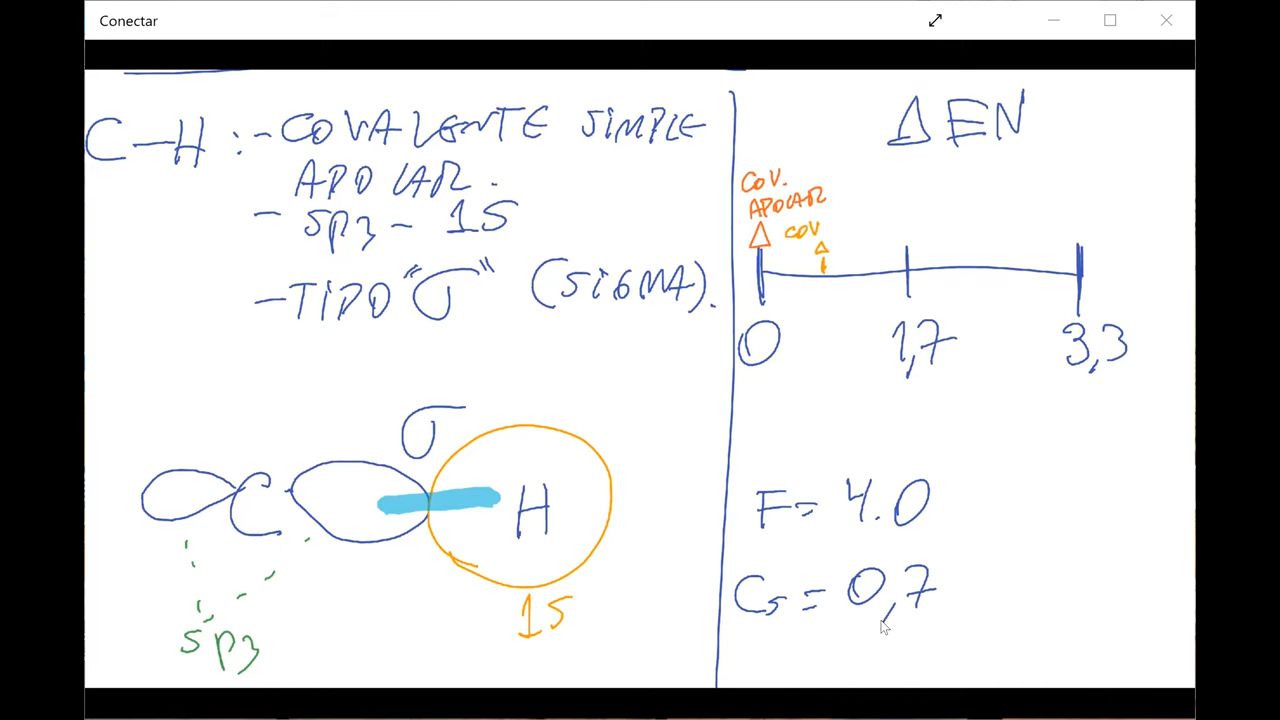 Conectar
C-H :- COVALENTE SIMPLE
APOLAR.
- sp3 - 1S
- TIPO "σ" (SIGMA).
σ
C
H
1S
sp3
Δ EN
COV.
APOLAR
COV
0 1,7 3,3
F = 4.0
Cs = 0,7